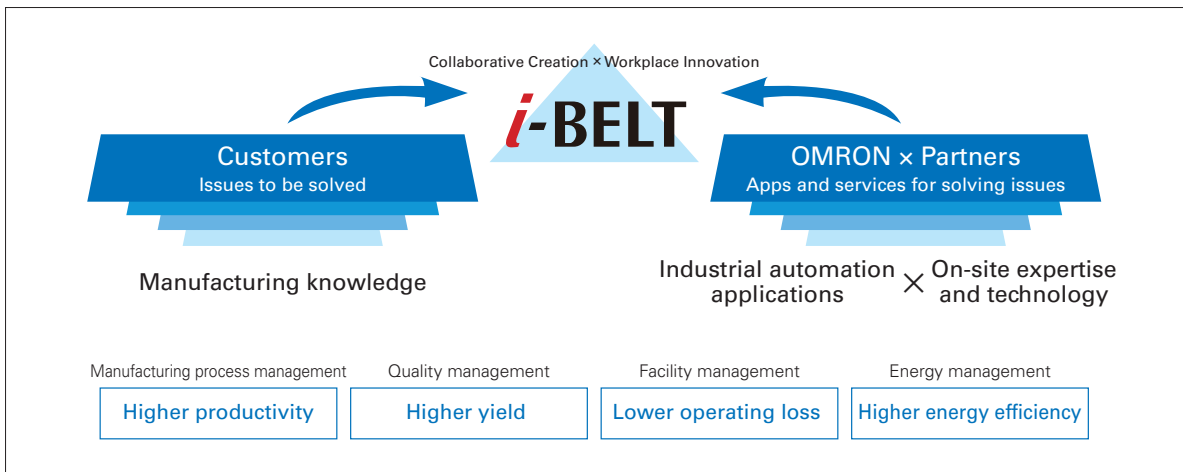 Collaborative Creation × Workplace Innovation
i-BELT
Customers
Issues to be solved
OMRON × Partners
Apps and services for solving issues
Manufacturing knowledge
Industrial automation
applications
×
On-site expertise
and technology
Manufacturing process management
Higher productivity
Quality management
Higher yield
Facility management
Lower operating loss
Energy management
Higher energy efficiency